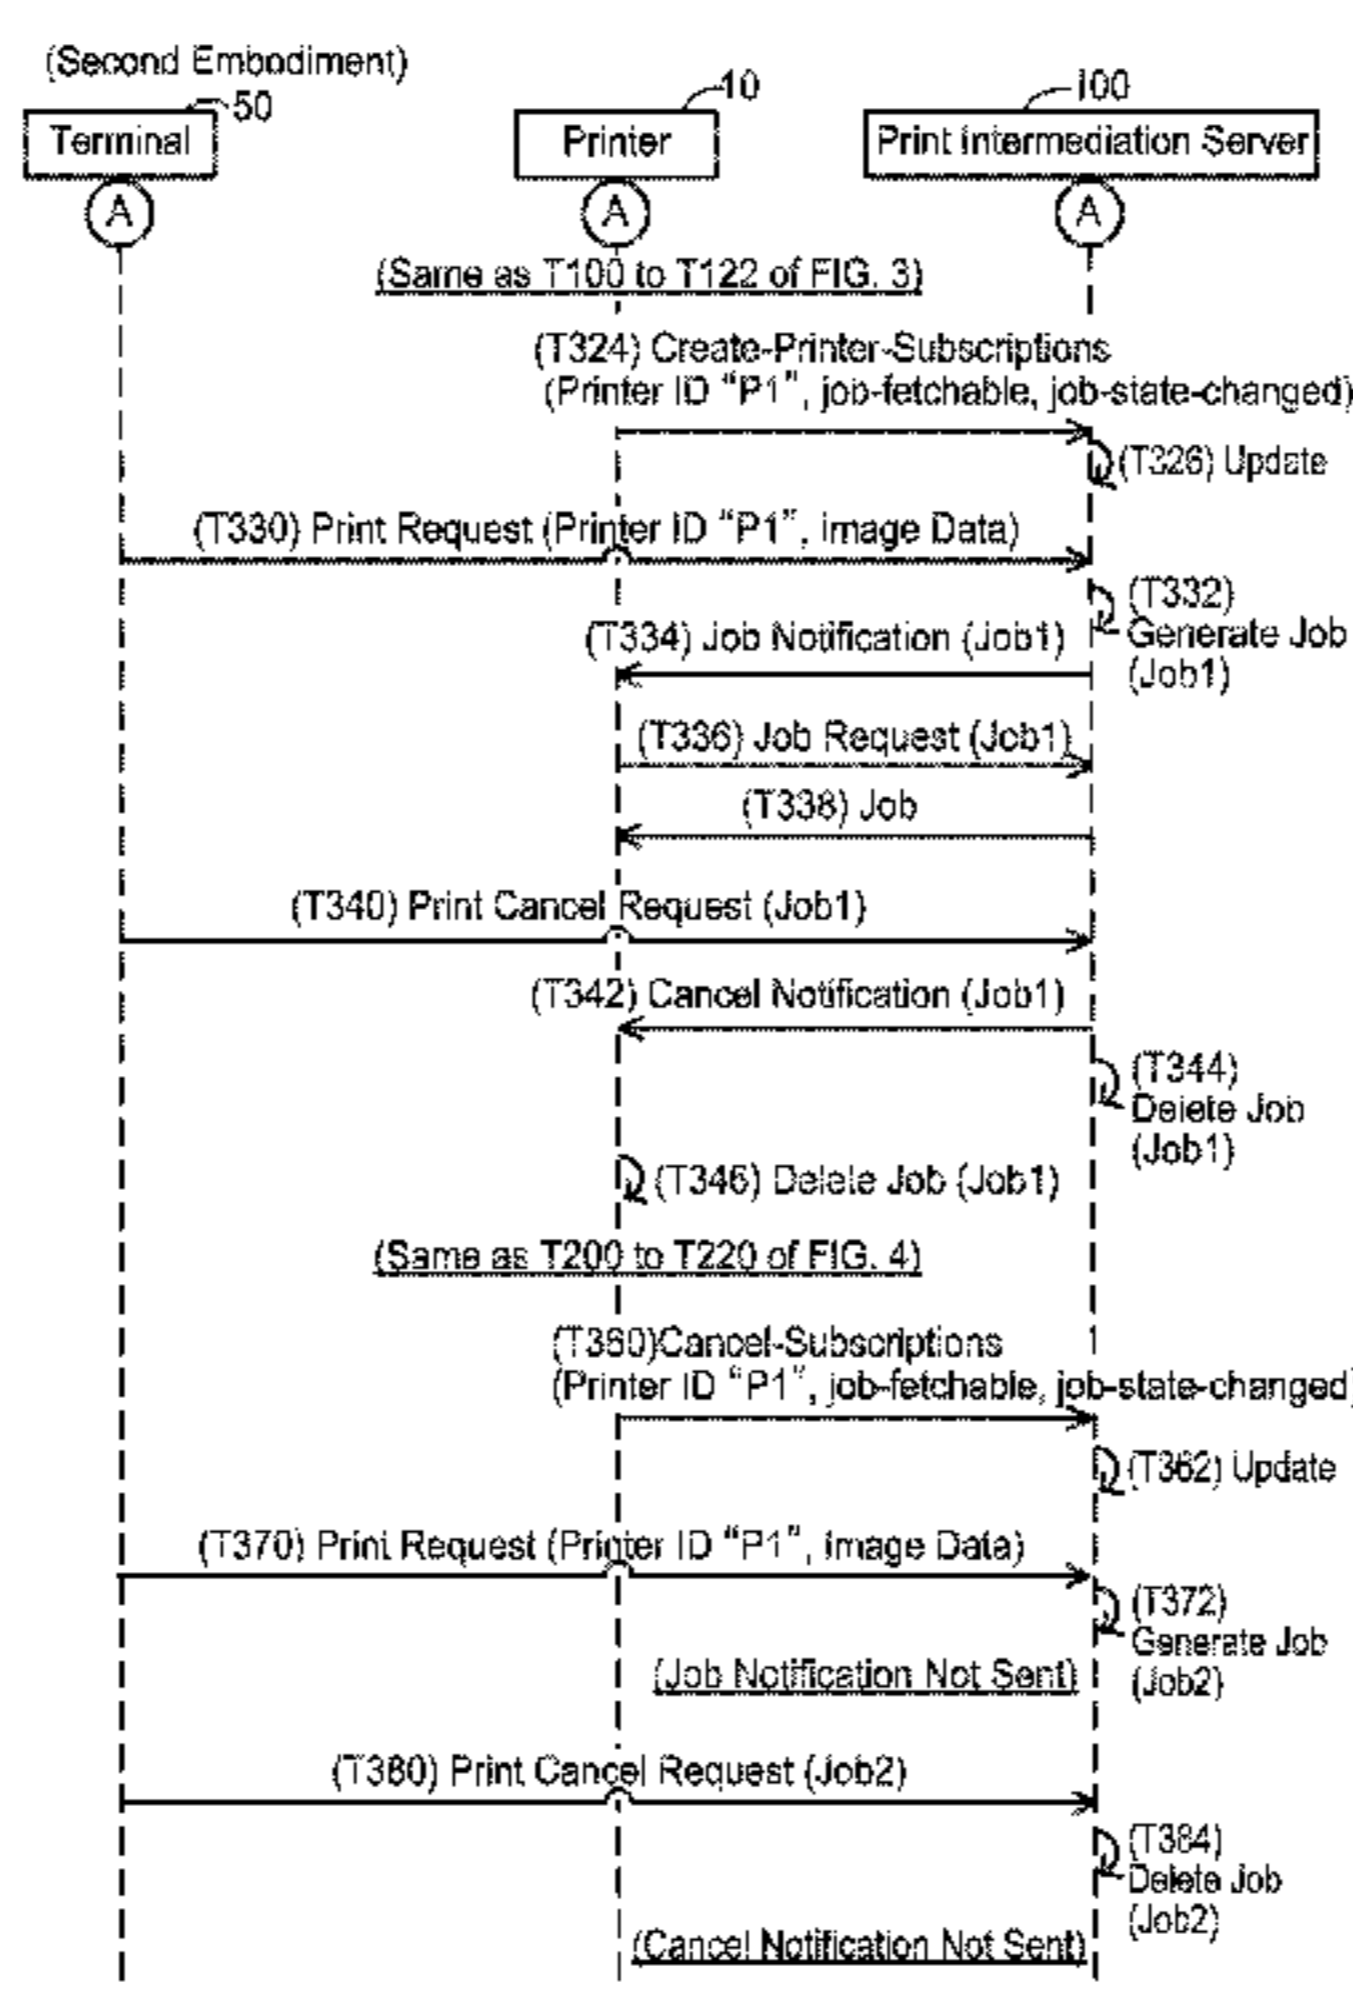 (Second Embodiment)
50
10
100
Terminal
Printer
Print Intermediation Server
A
A
A
(Same as T100 to T122 of FIG. 3)
(T324) Create-Printer-Subscriptions
(Printer ID “P1”, job-fetchable, job-state-changed)
(T326) Update
(T330) Print Request (Printer ID “P1”, Image Data)
(T332)
Generate Job
(Job1)
(T334) Job Notification (Job1)
(T336) Job Request (Job1)
(T338) Job
(T340) Print Cancel Request (Job1)
(T342) Cancel Notification (Job1)
(T344)
Delete Job
(Job1)
(T346) Delete Job (Job1)
(Same as T200 to T220 of FIG. 4)
(T360)Cancel-Subscriptions
(Printer ID “P1”, job-fetchable, job-state-changed)
(T362) Update
(T370) Print Request (Printer ID “P1”, Image Data)
(T372)
Generate Job
(Job2)
(Job Notification Not Sent)
(T380) Print Cancel Request (Job2)
(T384)
Delete Job
(Job2)
(Cancel Notification Not Sent)